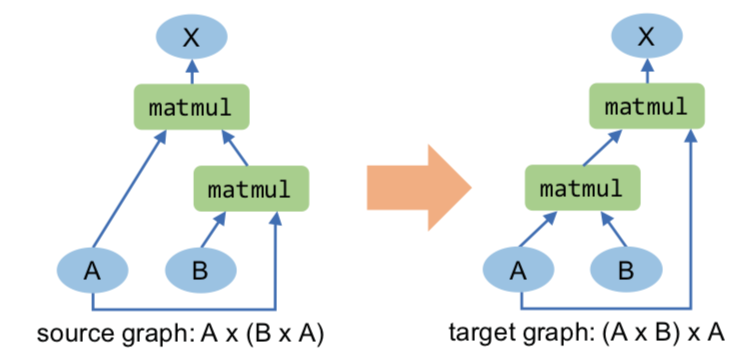 X
matmul
matmul
A
B
source graph: A x (B x A)
X
matmul
matmul
A
B
target graph: (A x B) x A